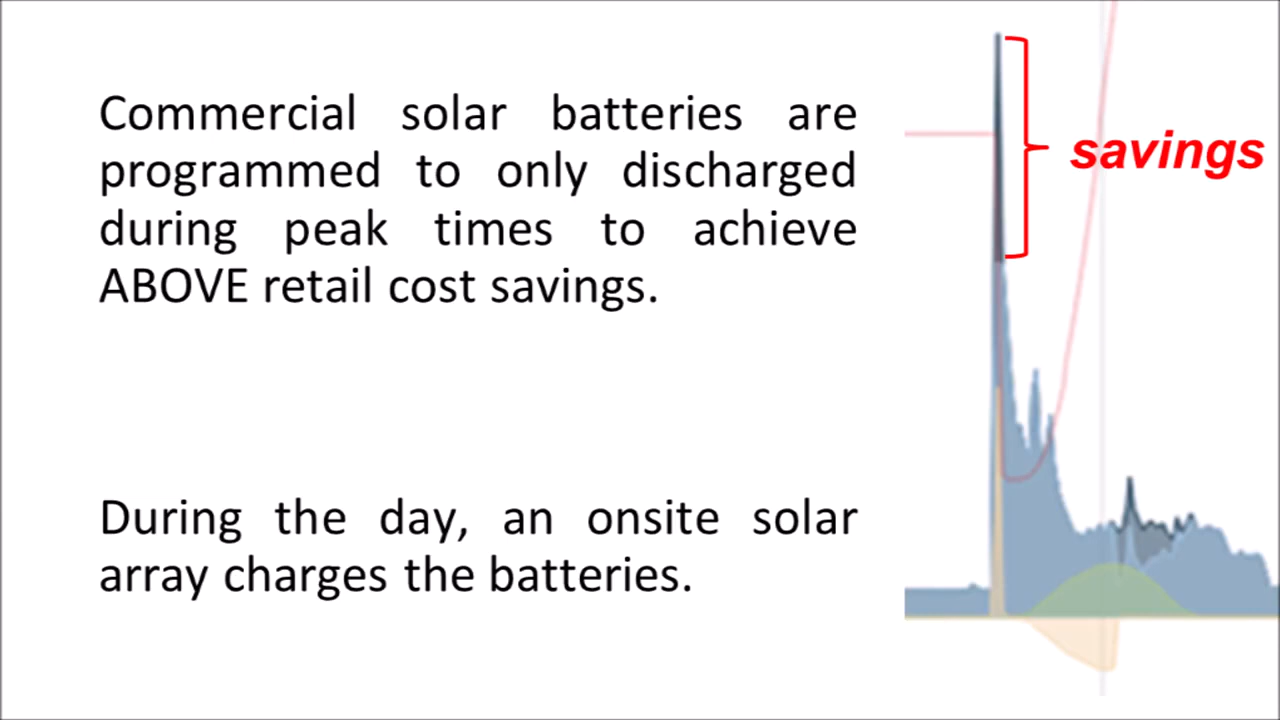 Commercial solar batteries are
programmed to only discharged
during peak times to achieve
ABOVE retail cost savings.
savings
During the day, an onsite solar
array charges the batteries.